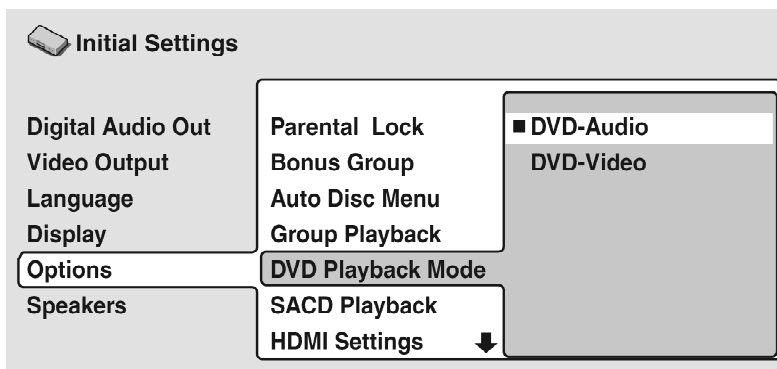 Initial Settings
Digital Audio Out
Video Output
Language
Display
Options
Speakers
Parental Lock
Bonus Group
Auto Disc Menu
Group Playback
DVD Playback Mode
SACD Playback
HDMI Settings
DVD-Audio
DVD-Video